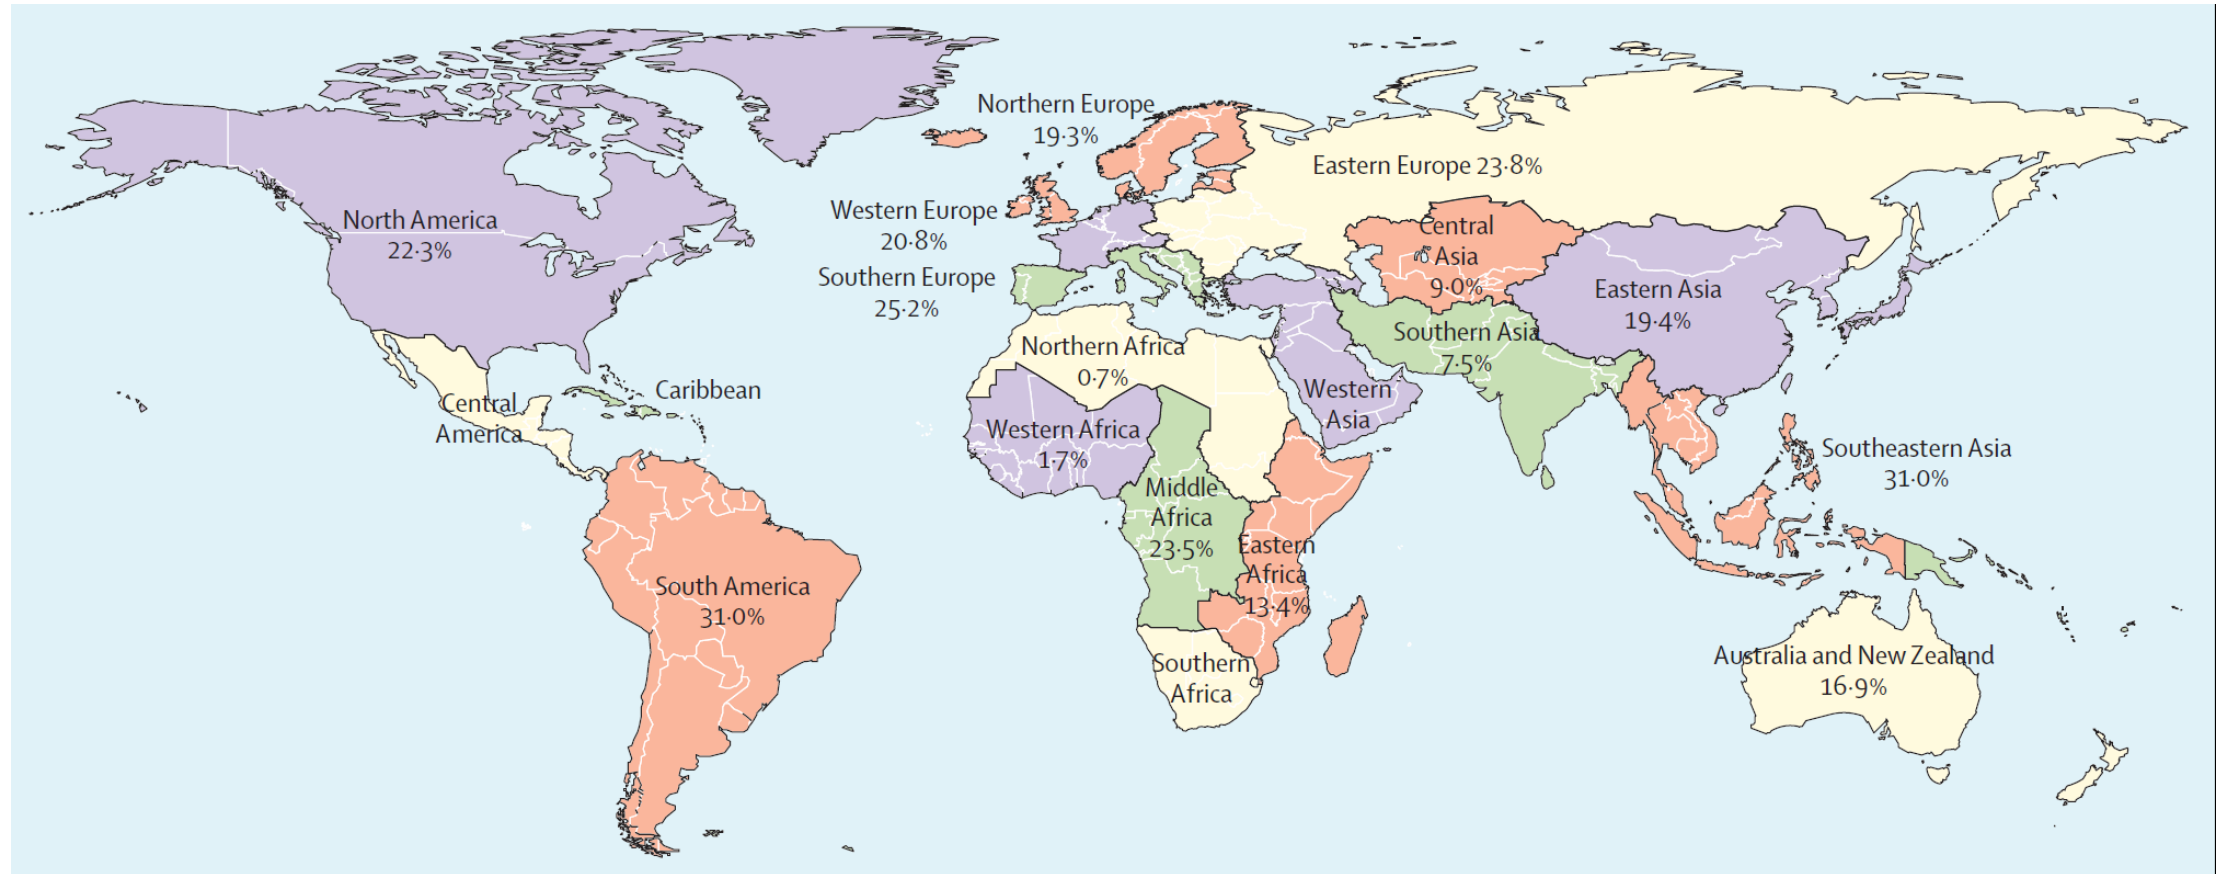 Northern Europe
19·3%
Eastern Europe 23·8%
North America
22·3%
Western Europe
20·8%
Southern Europe
25·2%
Central
Asia
9·0%
Eastern Asia
19·4%
Southern Asia
7·5%
Northern Africa
0·7%
Western
Asia
Caribbean
Central
America
Western Africa
1·7%
Southeastern Asia
31·0%
Middle
Africa
23·5%
Eastern
Africa
13·4%
South America
31·0%
Southern
Africa
Australia and New Zealand
16·9%